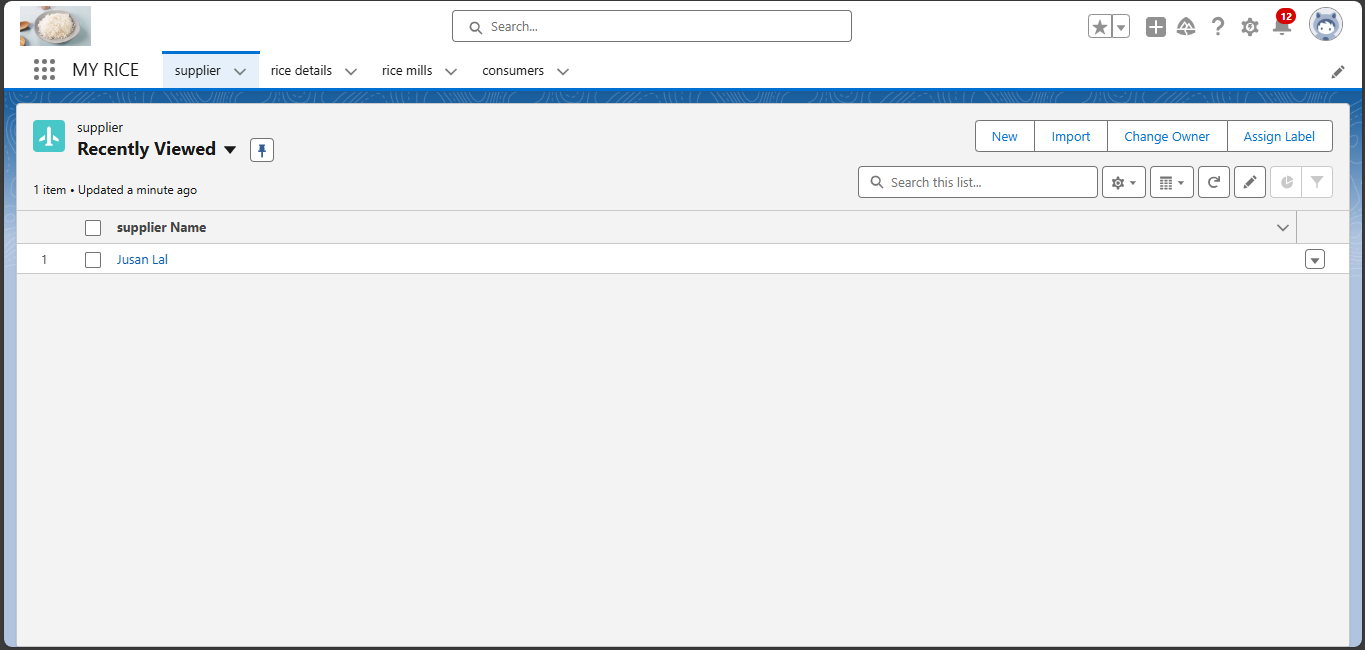 Search...
12
MY RICE
supplier
rice details
rice mills
consumers
supplier
Recently Viewed
New
Import
Change Owner
Assign Label
1 item • Updated a minute ago
Search this list...
supplier Name
1
Jusan Lal